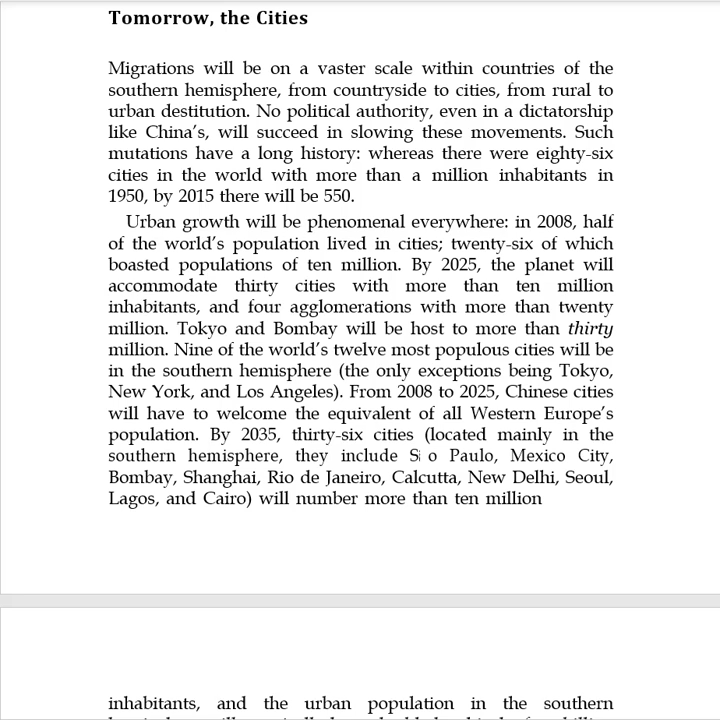 Tomorrow, the Cities
Migrations will be on a vaster scale within countries of the
southern hemisphere, from countryside to cities, from rural to
urban destitution. No political authority, even in a dictatorship
like China's, will succeed in slowing these movements. Such
mutations have a long history: whereas there were eighty-six
cities in the world with more than a million inhabitants in
1950, by 2015 there will be 550.
Urban growth will be phenomenal everywhere: in 2008, half
of the world's population lived in cities; twenty-six of which
boasted populations of ten million. By 2025, the planet will
accommodate thirty cities with more than ten million
inhabitants, and four agglomerations with more than twenty
million. Tokyo and Bombay will be host to more than thirty
million. Nine of the world's twelve most populous cities will be
in the southern hemisphere (the only exceptions being Tokyo,
New York, and Los Angeles). From 2008 to 2025, Chinese cities
will have to welcome the equivalent of all Western Europe's
population. By 2035, thirty-six cities (located mainly in the
southern hemisphere, they include S o Paulo, Mexico City,
Bombay, Shanghai, Rio de Janeiro, Calcutta, New Delhi, Seoul,
Lagos, and Cairo) will number more than ten million
inhabitants, and the urban population in the southern